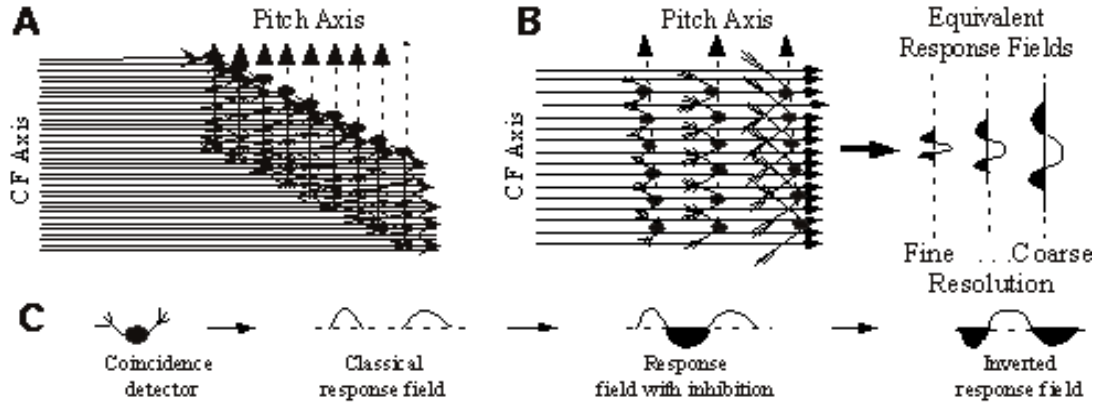 A
Pitch Axis
CF Axis
B
Pitch Axis
CF Axis
Equivalent
Response Fields
Fine ...Coarse
Resolution
C
Coincidence
detector
Classical
response field
Response
field with inhibition
Inverted
response field